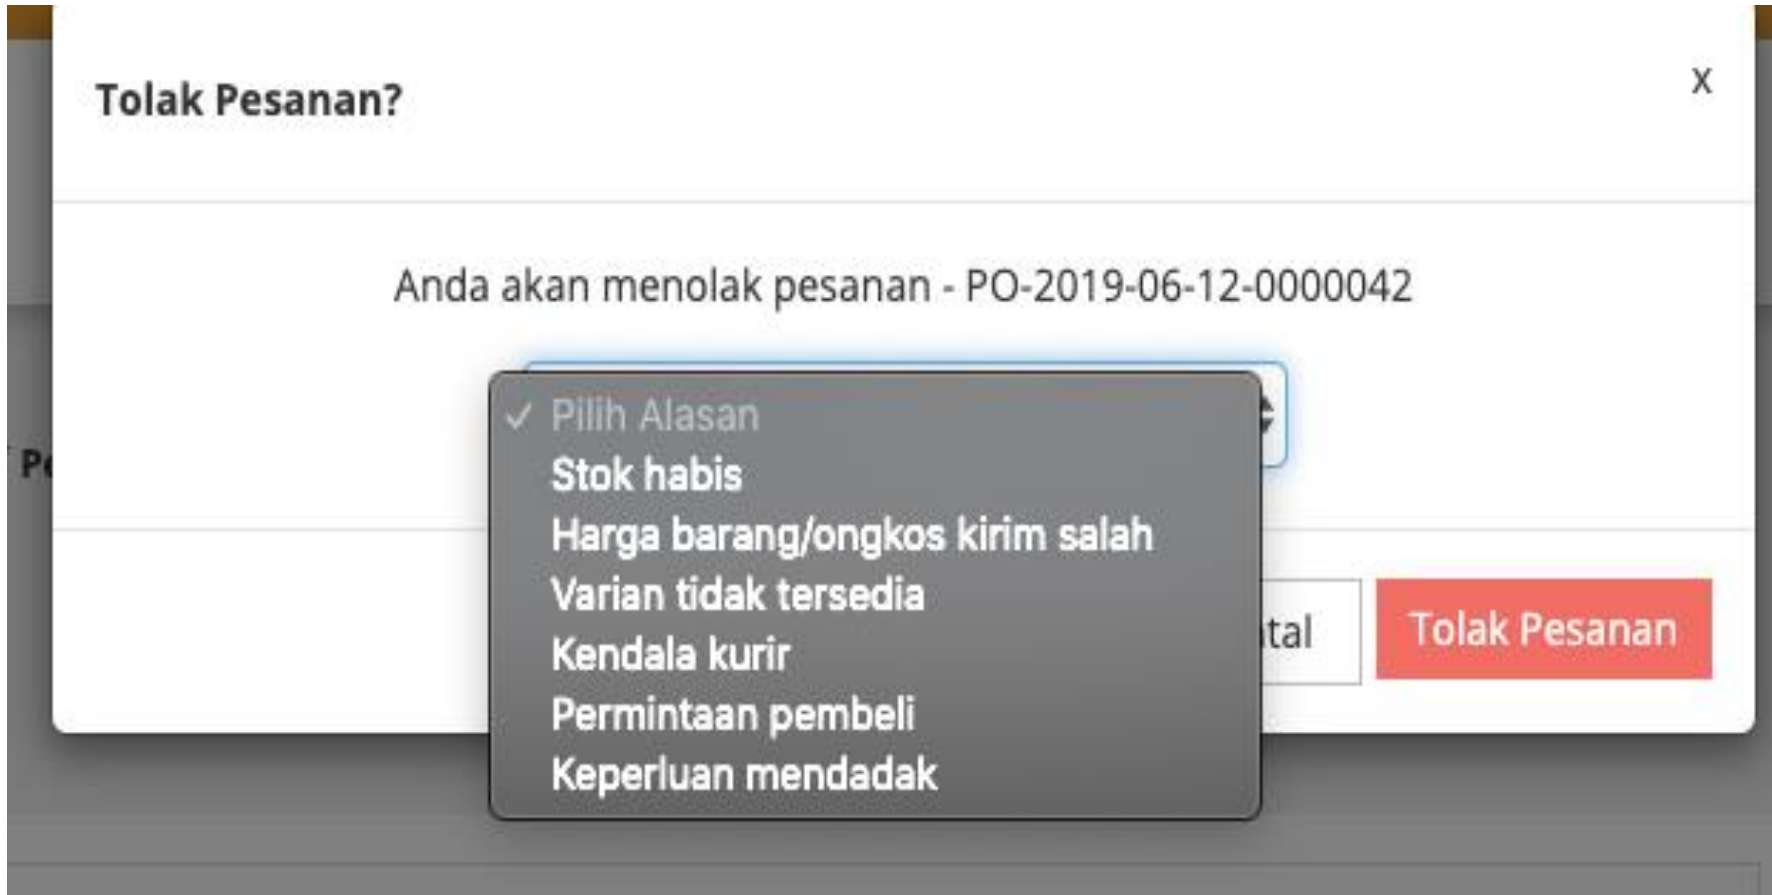 Tolak Pesanan?
X
Anda akan menolak pesanan - PO-2019-06-12-0000042
✓ Pilih Alasan
Stok habis
Harga barang/ongkos kirim salah
Varian tidak tersedia
Kendala kurir
Permintaan pembeli
Keperluan mendadak
Tolak Pesanan